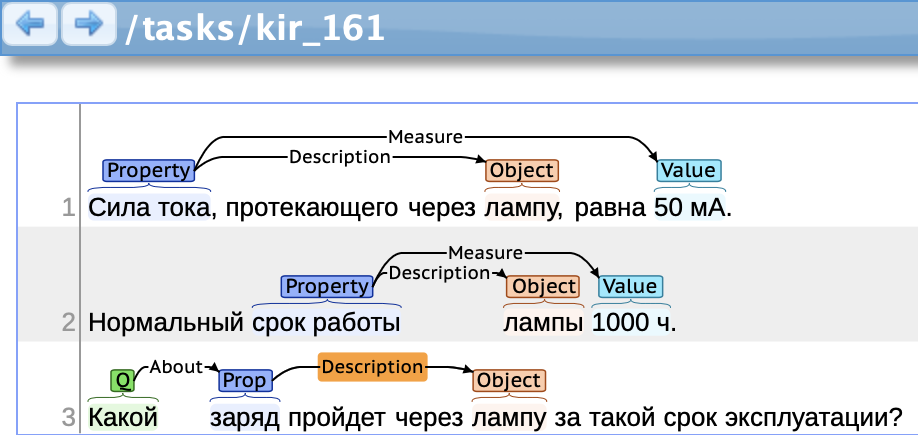 /tasks/kir_161
Measure
Description
Property Object Value
1 Сила тока, протекающего через лампу, равна 50 мА.
Measure
Description
Property Object Value
2 Нормальный срок работы лампы 1000 ч.
About Description
Q Prop Object
3 Какой заряд пройдет через лампу за такой срок эксплуатации?